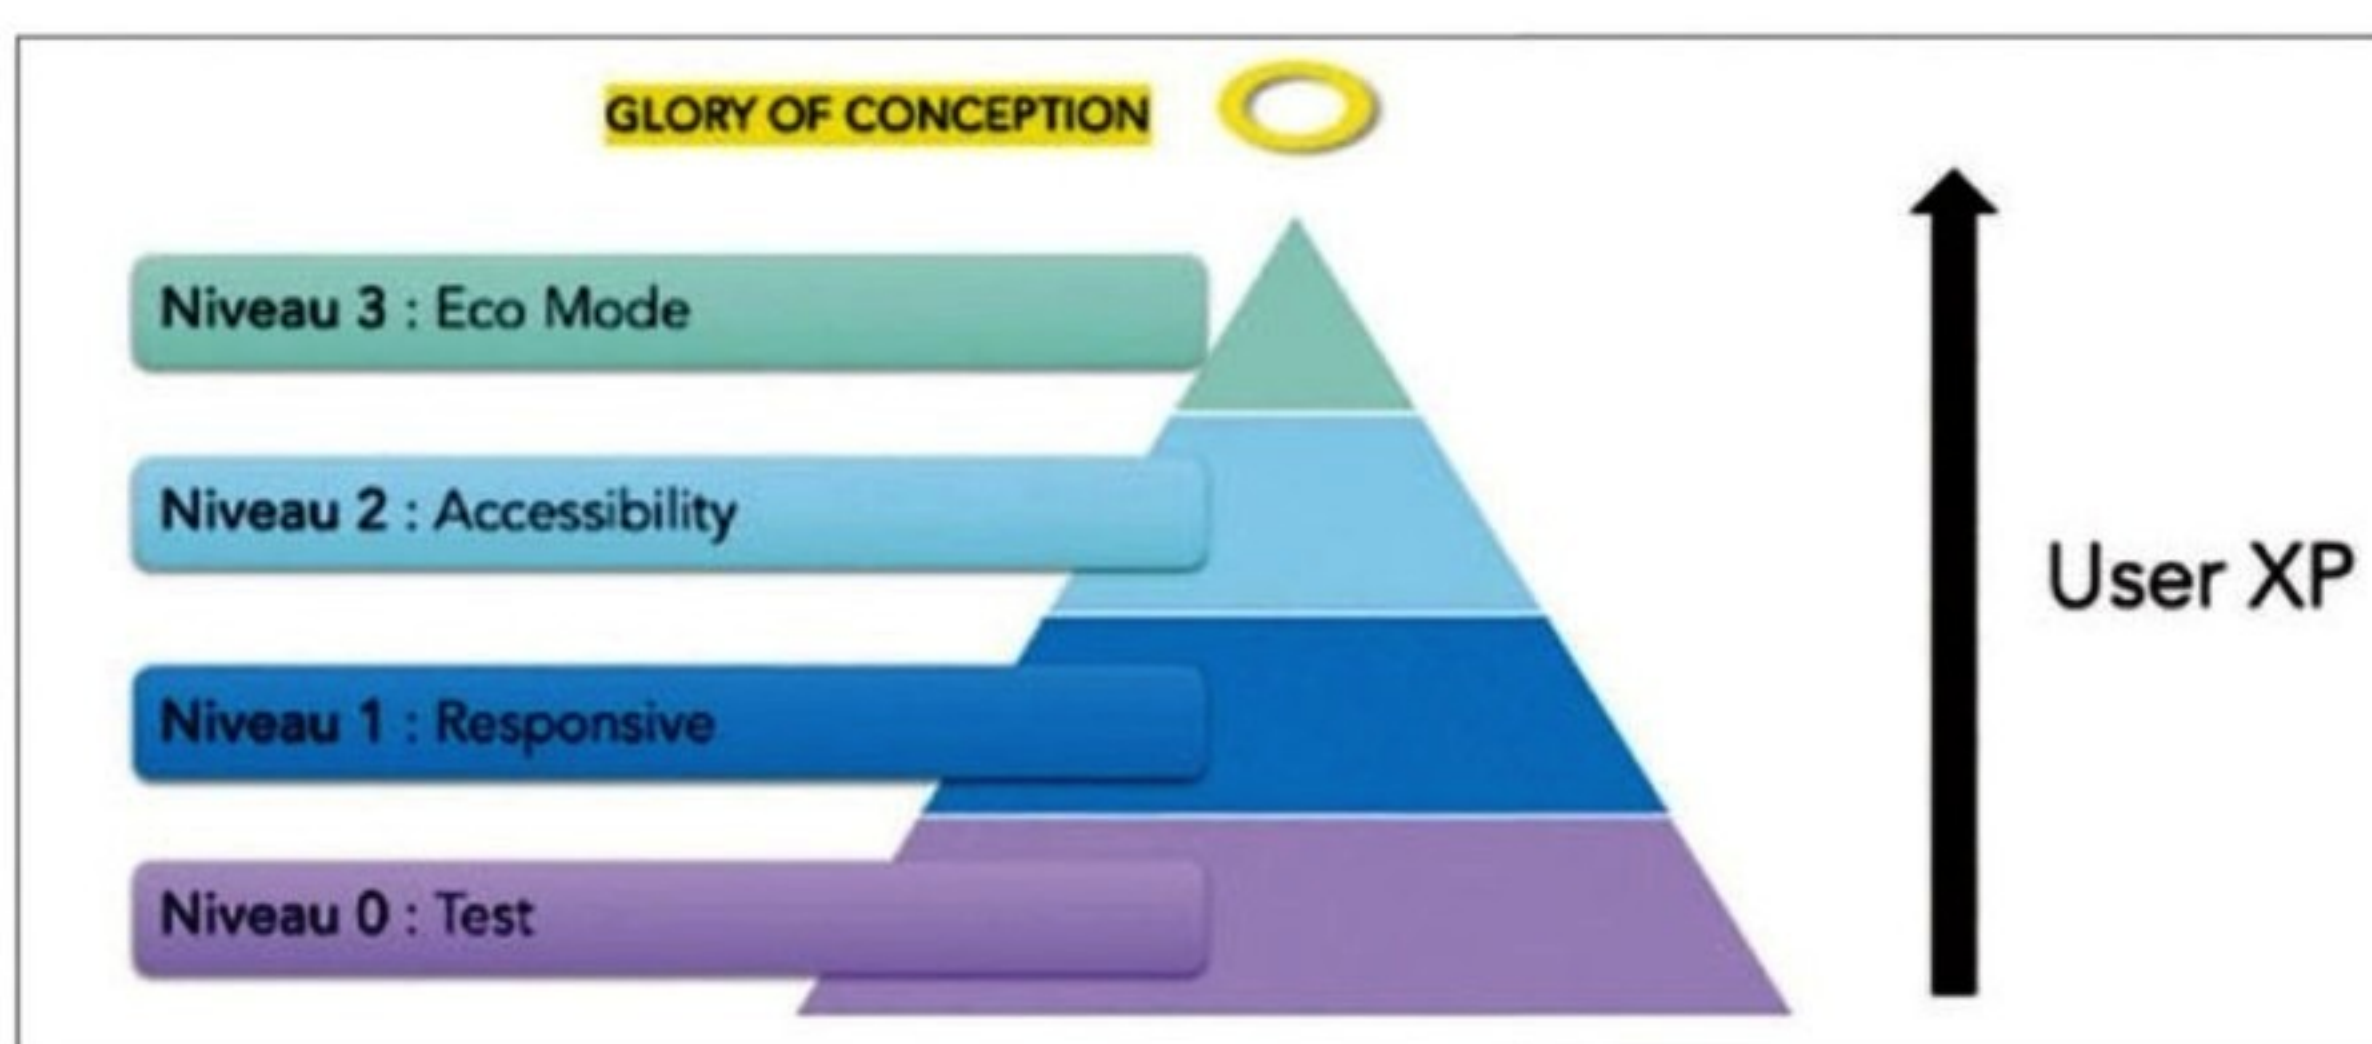 GLORY OF CONCEPTION
Niveau 3 : Eco Mode
Niveau 2 : Accessibility
User XP
Niveau 1 : Responsive
Niveau 0 : Test